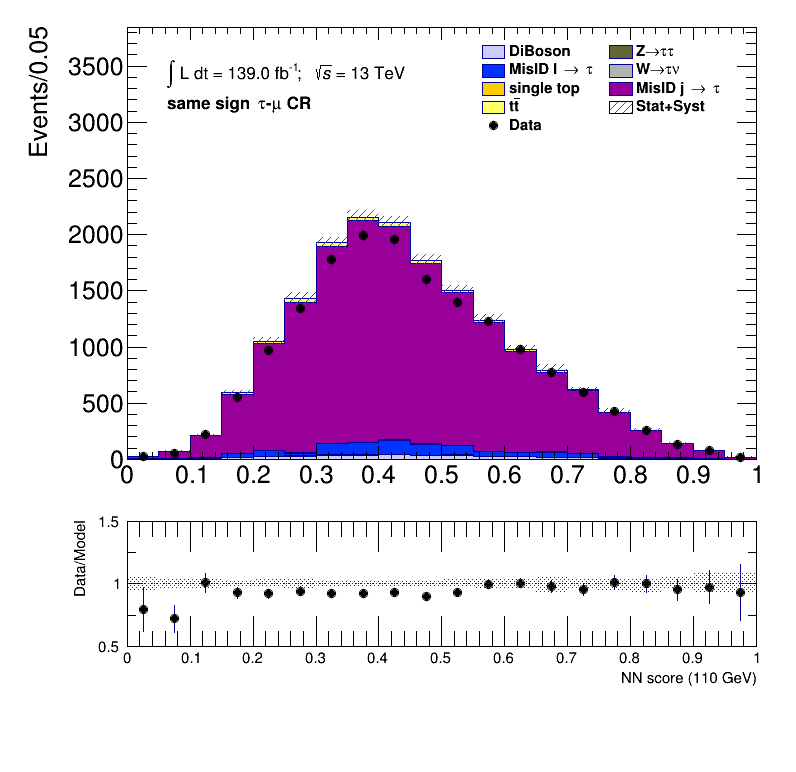 Events/0.05
3500
3000
2500
2000
1500
1000
500
0
∫ L dt = 139.0 fb⁻¹; √s = 13 TeV
same sign τ-μ CR
DiBoson
MisID l → τ
single top
tt̄
Data
Z→ττ
W→τν
MisID j → τ
Stat+Syst
0 0.1 0.2 0.3 0.4 0.5 0.6 0.7 0.8 0.9 1
Data/Model
1.5
1
0.5
0 0.1 0.2 0.3 0.4 0.5 0.6 0.7 0.8 0.9 1
NN score (110 GeV)